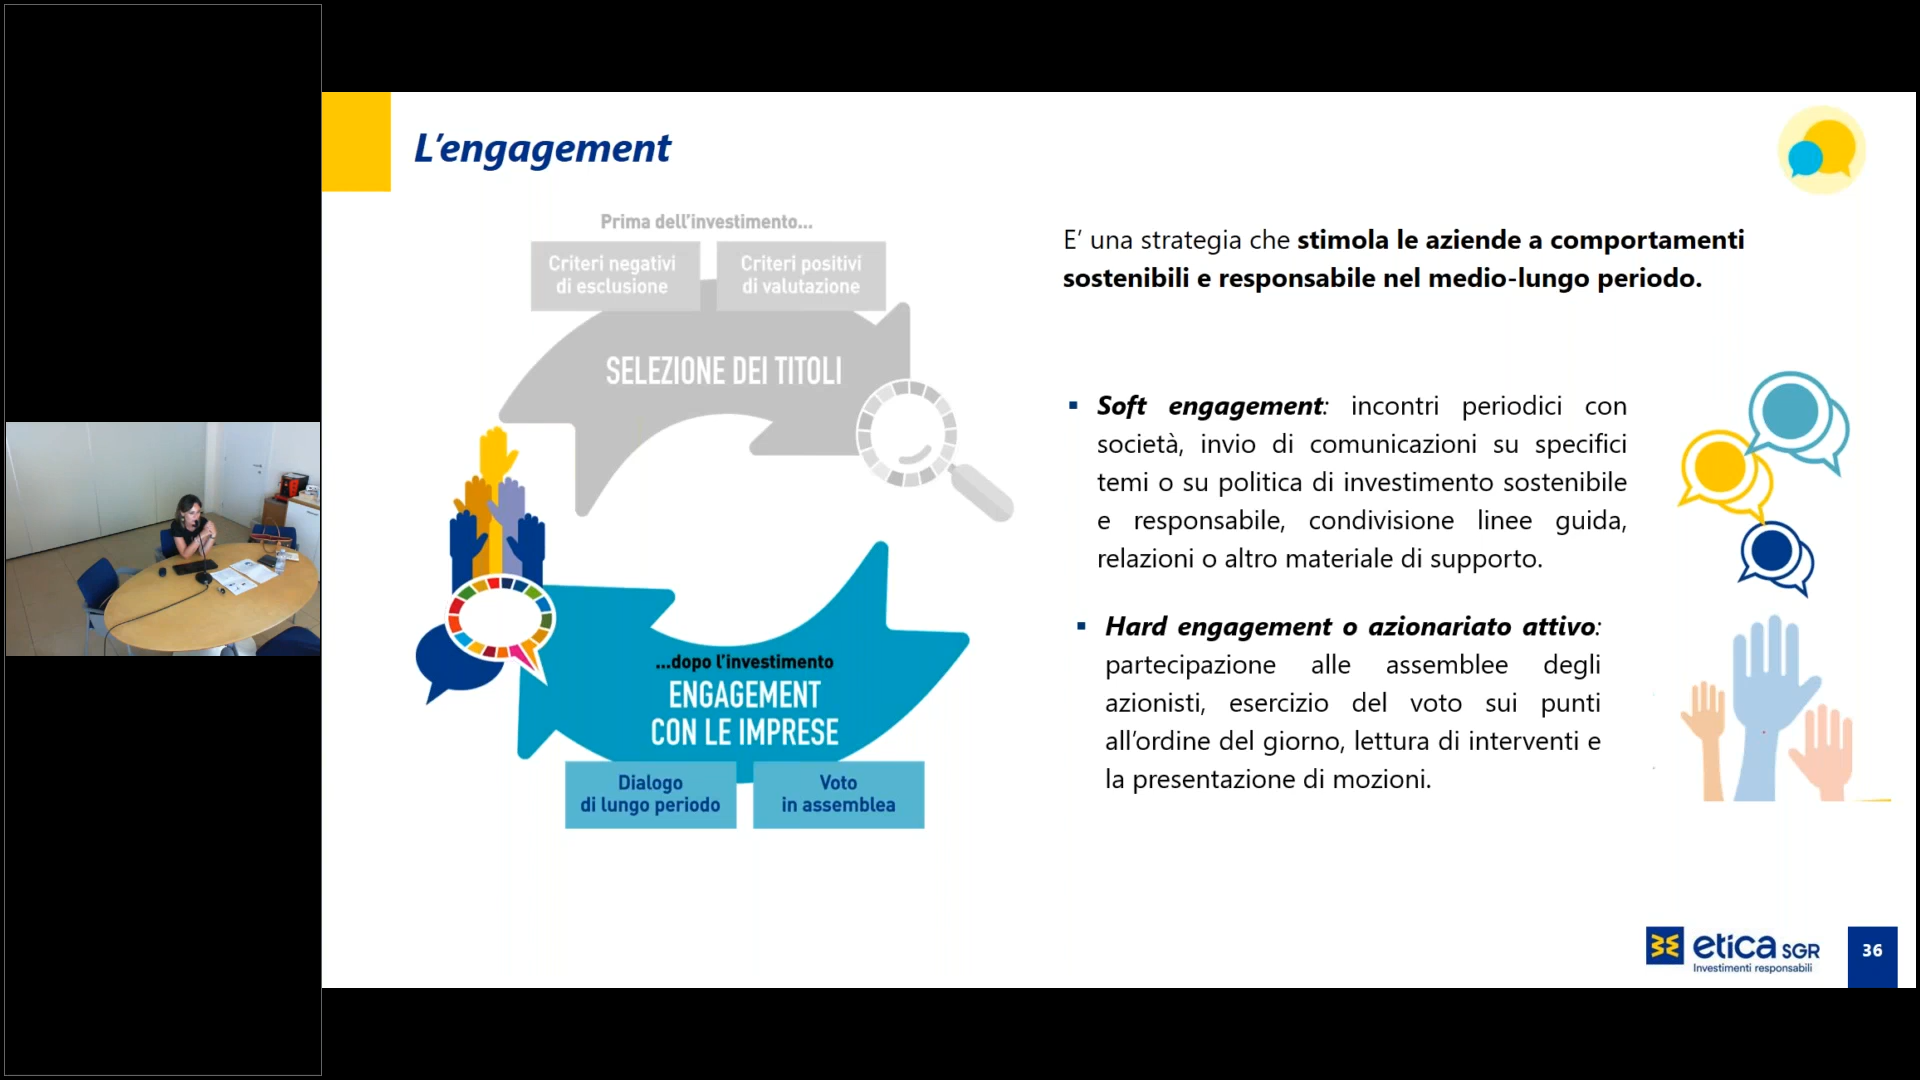 L'engagement
Prima dell'investimento...
Criteri negativi
di esclusione
Criteri positivi
di valutazione
SELEZIONE DEI TITOLI
...dopo l'investimento
ENGAGEMENT
CON LE IMPRESE
Dialogo
di lungo periodo
Voto
in assemblea
E' una strategia che stimola le aziende a comportamenti
sostenibili e responsabile nel medio-lungo periodo.
▪ Soft engagement: incontri periodici con
società, invio di comunicazioni su specifici
temi o su politica di investimento sostenibile
e responsabile, condivisione linee guida,
relazioni o altro materiale di supporto.
▪ Hard engagement o azionariato attivo:
partecipazione alle assemblee degli
azionisti, esercizio del voto sui punti
all'ordine del giorno, lettura di interventi e
la presentazione di mozioni.
etica SGR
Investimenti responsabili
36